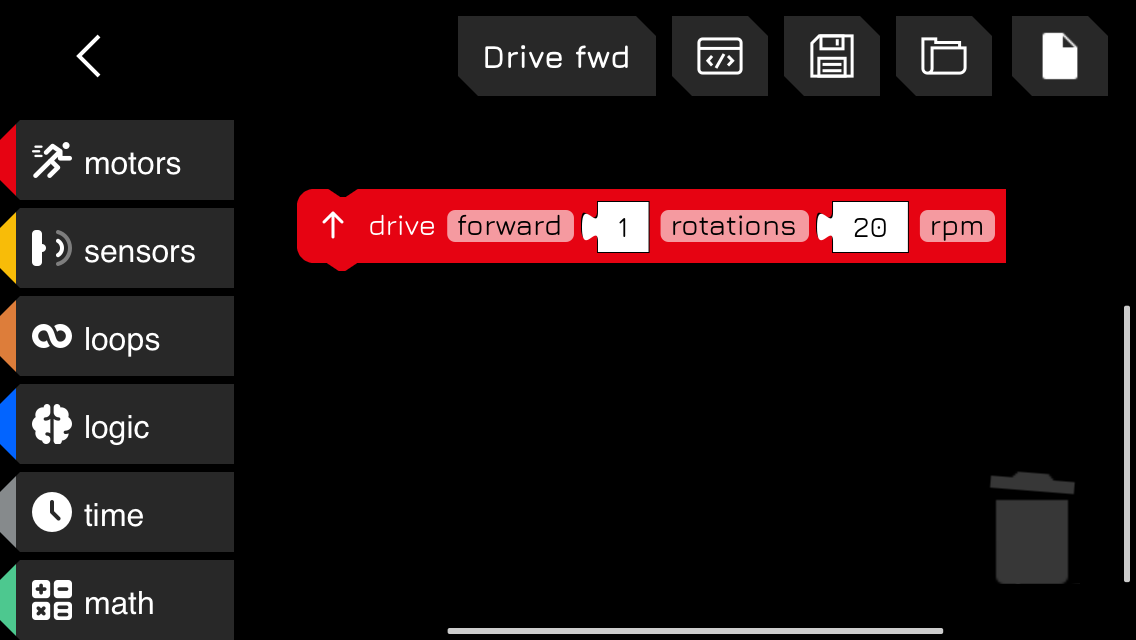 Drive fwd
motors
drive forward 1 rotations 20 rpm
sensors
loops
logic
time
math